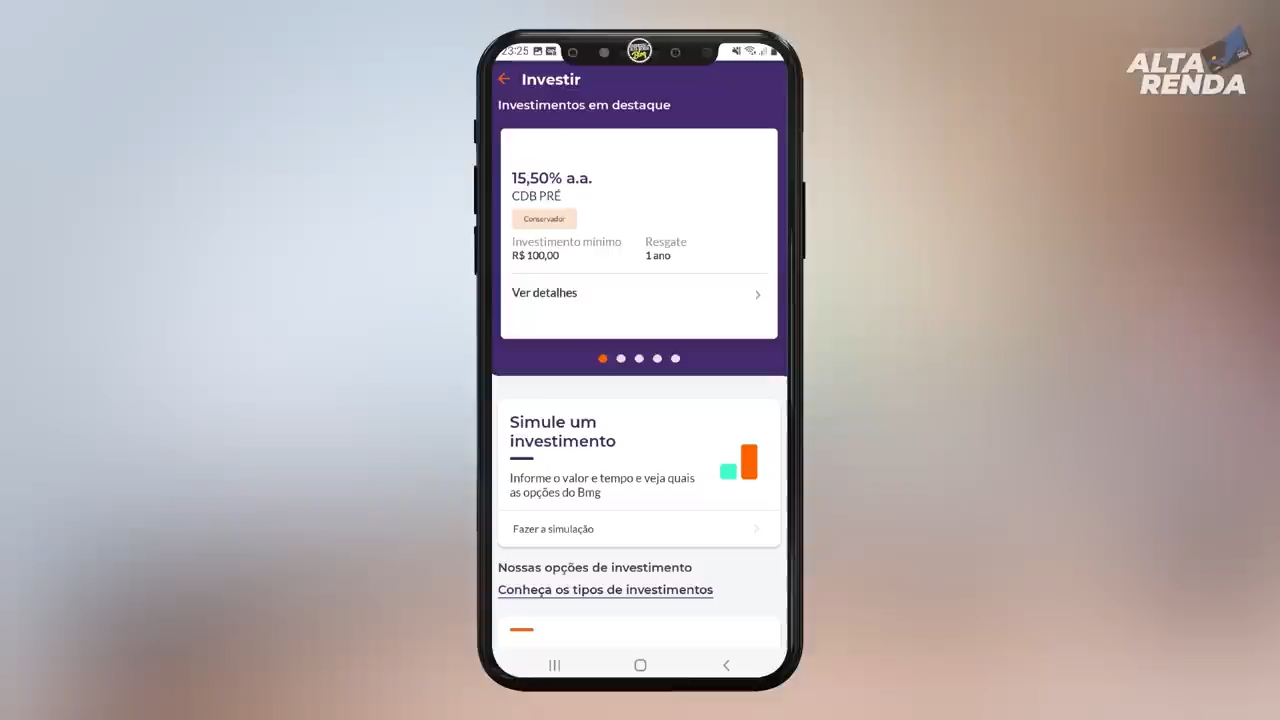 ALTA
RENDA
23:25
Investir
Investimentos em destaque
15,50% a.a.
CDB PRÉ
Conservador
Investimento mínimo Resgate
R$ 100,00 1 ano
Ver detalhes
Simule um
investimento
Informe o valor e tempo e veja quais
as opções do Bmg
Fazer a simulação
Nossas opções de investimento
Conheça os tipos de investimentos